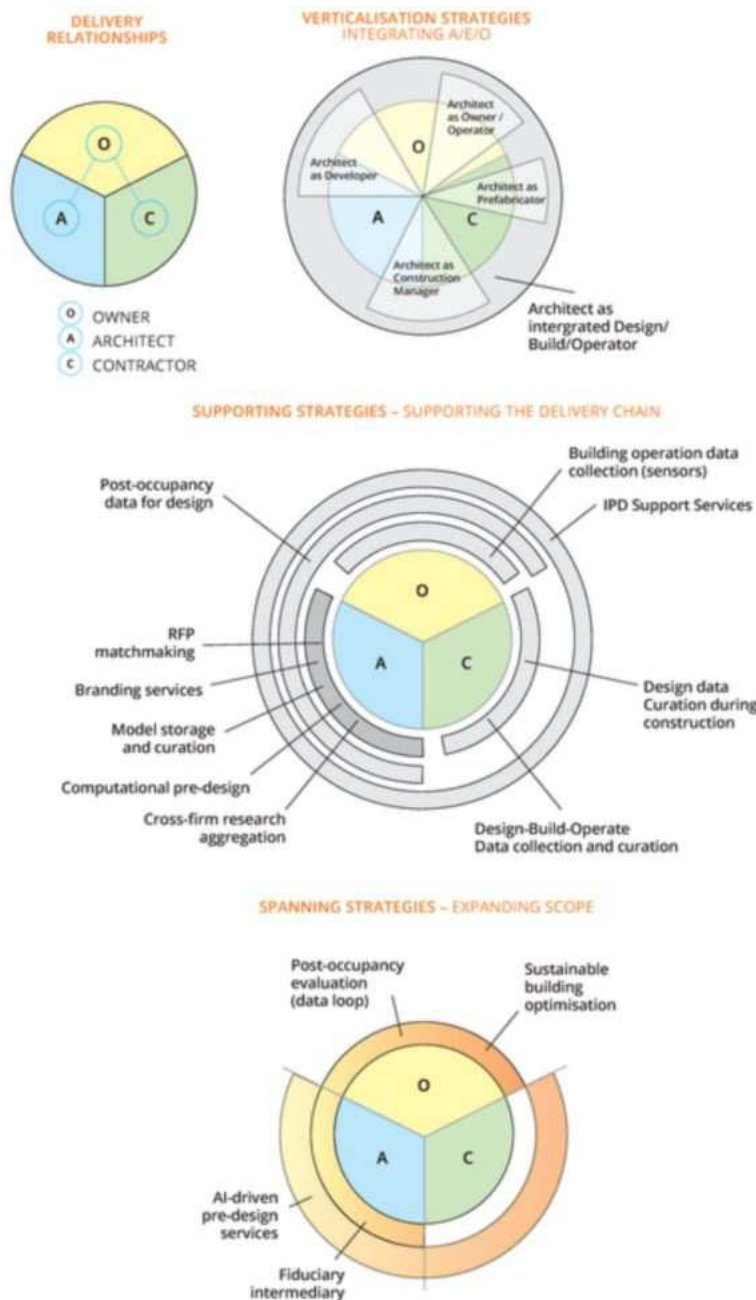 DELIVERY
RELATIONSHIPS
O
A
C
O OWNER
A ARCHITECT
C CONTRACTOR
VERTICALISATION STRATEGIES
INTEGRATING A/E/O
Architect
as Owner /
Operator
Architect
as Developer
O
Architect as
Prefabricator
A
C
Architect as
Construction
Manager
Architect as
intergrated Design/
Build/Operator
SUPPORTING STRATEGIES – SUPPORTING THE DELIVERY CHAIN
Building operation data
collection (sensors)
Post-occupancy
data for design
IPD Support Services
O
A
C
RFP
matchmaking
Branding services
Model storage
and curation
Computational pre-design
Cross-firm research
aggregation
Design data
Curation during
construction
Design-Build-Operate
Data collection and curation
SPANNING STRATEGIES – EXPANDING SCOPE
Post-occupancy
evaluation
(data loop)
Sustainable
building
optimisation
O
A
C
AI-driven
pre-design
services
Fiduciary
intermediary